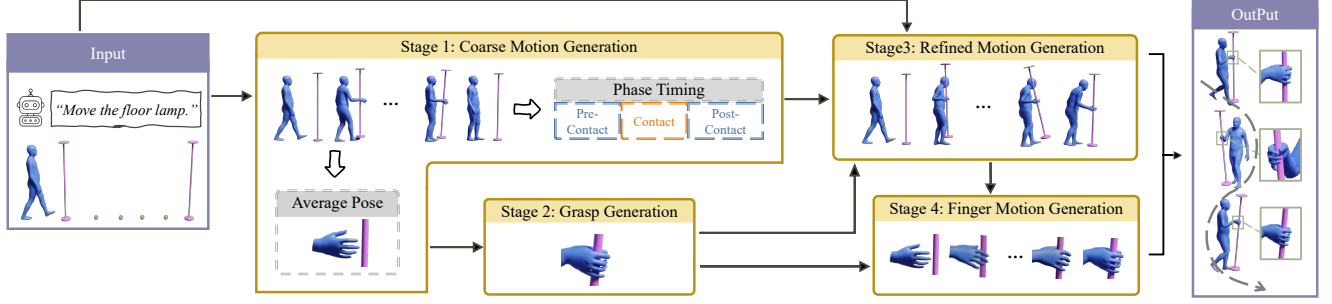 Input
“Move the floor lamp.”
Stage 1: Coarse Motion Generation
...
Phase Timing
Pre-
Contact
Contact
Post-
Contact
Average Pose
Stage 2: Grasp Generation
Stage3: Refined Motion Generation
...
Stage 4: Finger Motion Generation
...
OutPut